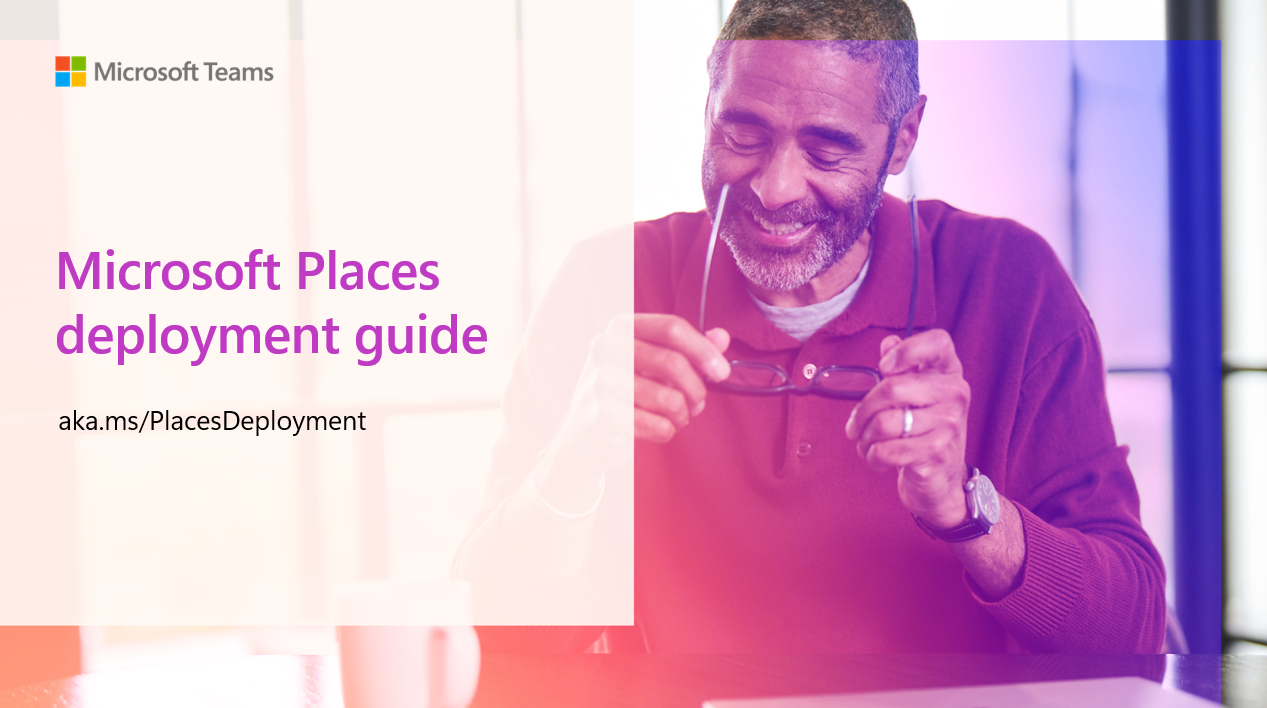 Microsoft Teams
Microsoft Places
deployment guide
aka.ms/PlacesDeployment